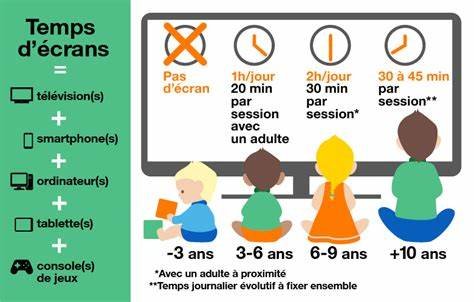 Temps
d'écrans
=
télévision(s)
+
smartphone(s)
+
ordinateur(s)
+
tablette(s)
+
console(s)
de jeux
Pas
d'écran
1h/jour
20 min
par
session
avec
un adulte
2h/jour
30 min
par
session*
30 à 45 min
par
session**
-3 ans
3-6 ans
6-9 ans
+10 ans
*Avec un adulte à proximité
**Temps journalier évolutif à fixer ensemble